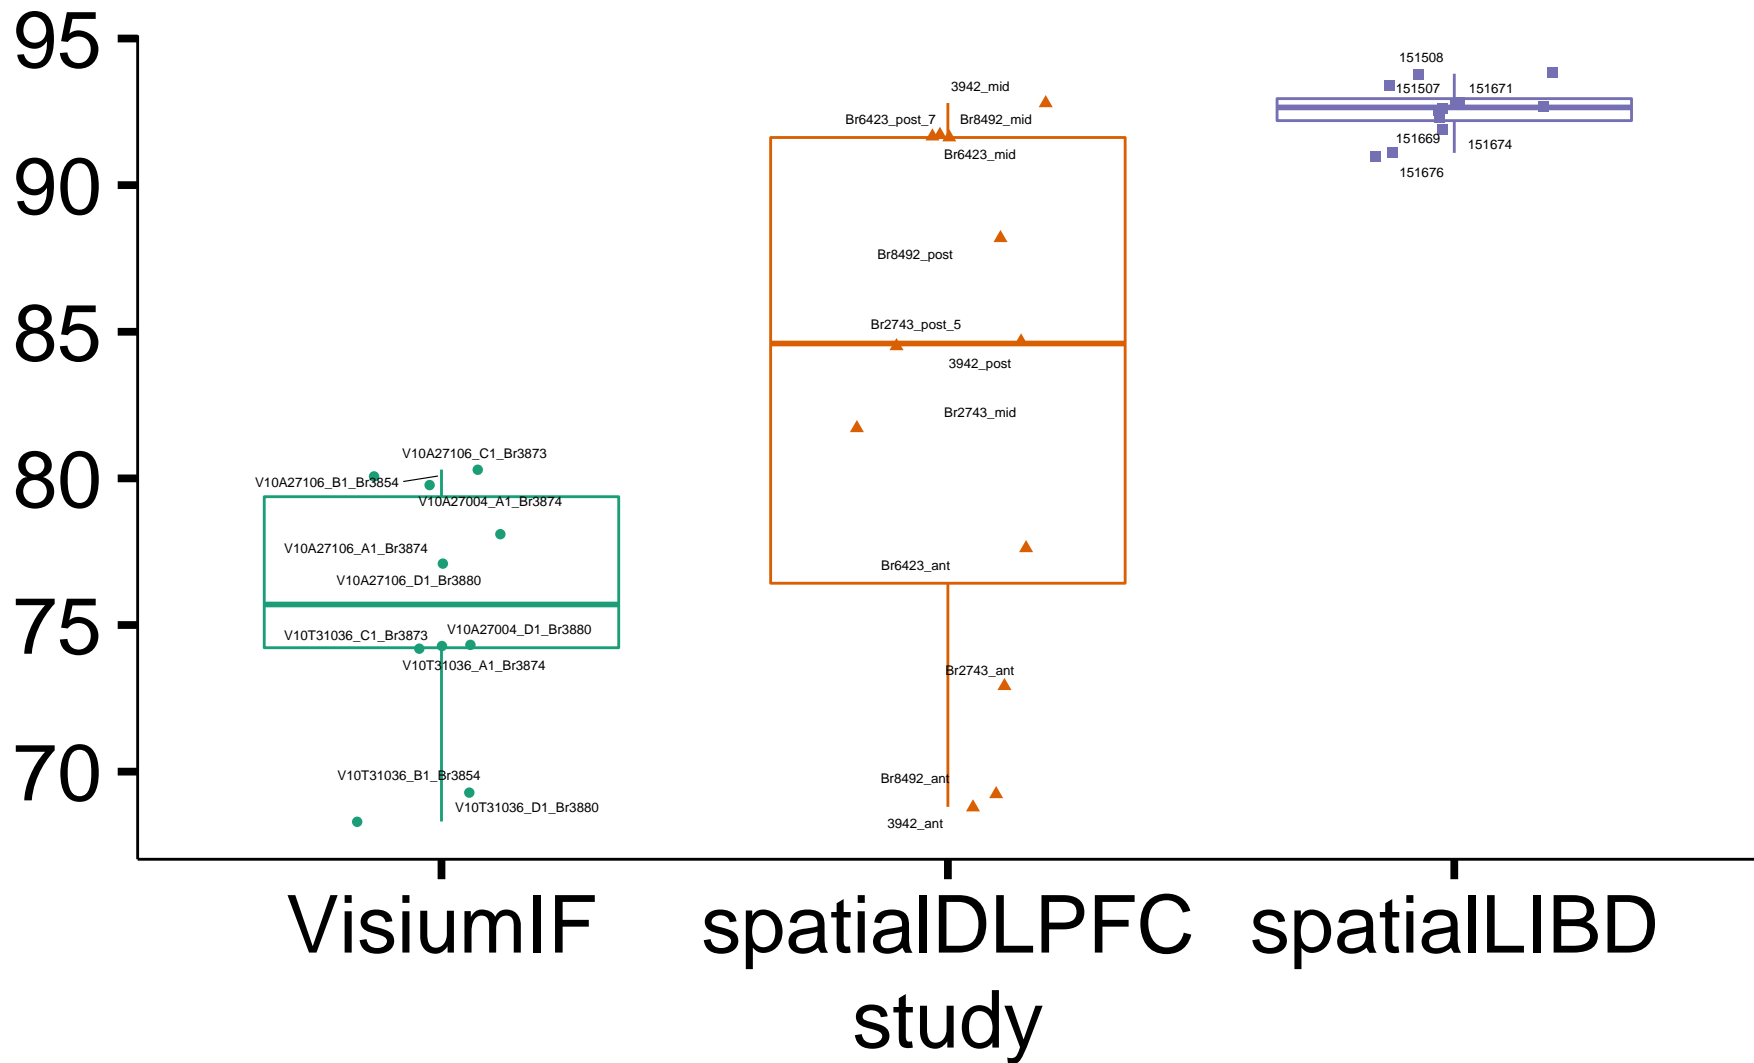 95
151508
3942_mid
151507
151671
Br6423_post_7
Br8492_mid
151669
151674
Br6423_mid
151676
90
Br8492_post
Br2743_post_5
85
3942_post
Br2743_mid
V10A27106_C1_Br3873
80
V10A27106_B1_Br3854
V10A27004_A1_Br3874
V10A27106_A1_Br3874
Br6423_ant
V10A27106_D1_Br3880
75
V10T31036_C1_Br3873
V10A27004_D1_Br3880
V10T31036_A1_Br3874
Br2743_ant
70
V10T31036_B1_Br3854
Br8492_ant
V10T31036_D1_Br3880
3942_ant
VisiumIF
spatialDLPFC
spatialLIBD
study